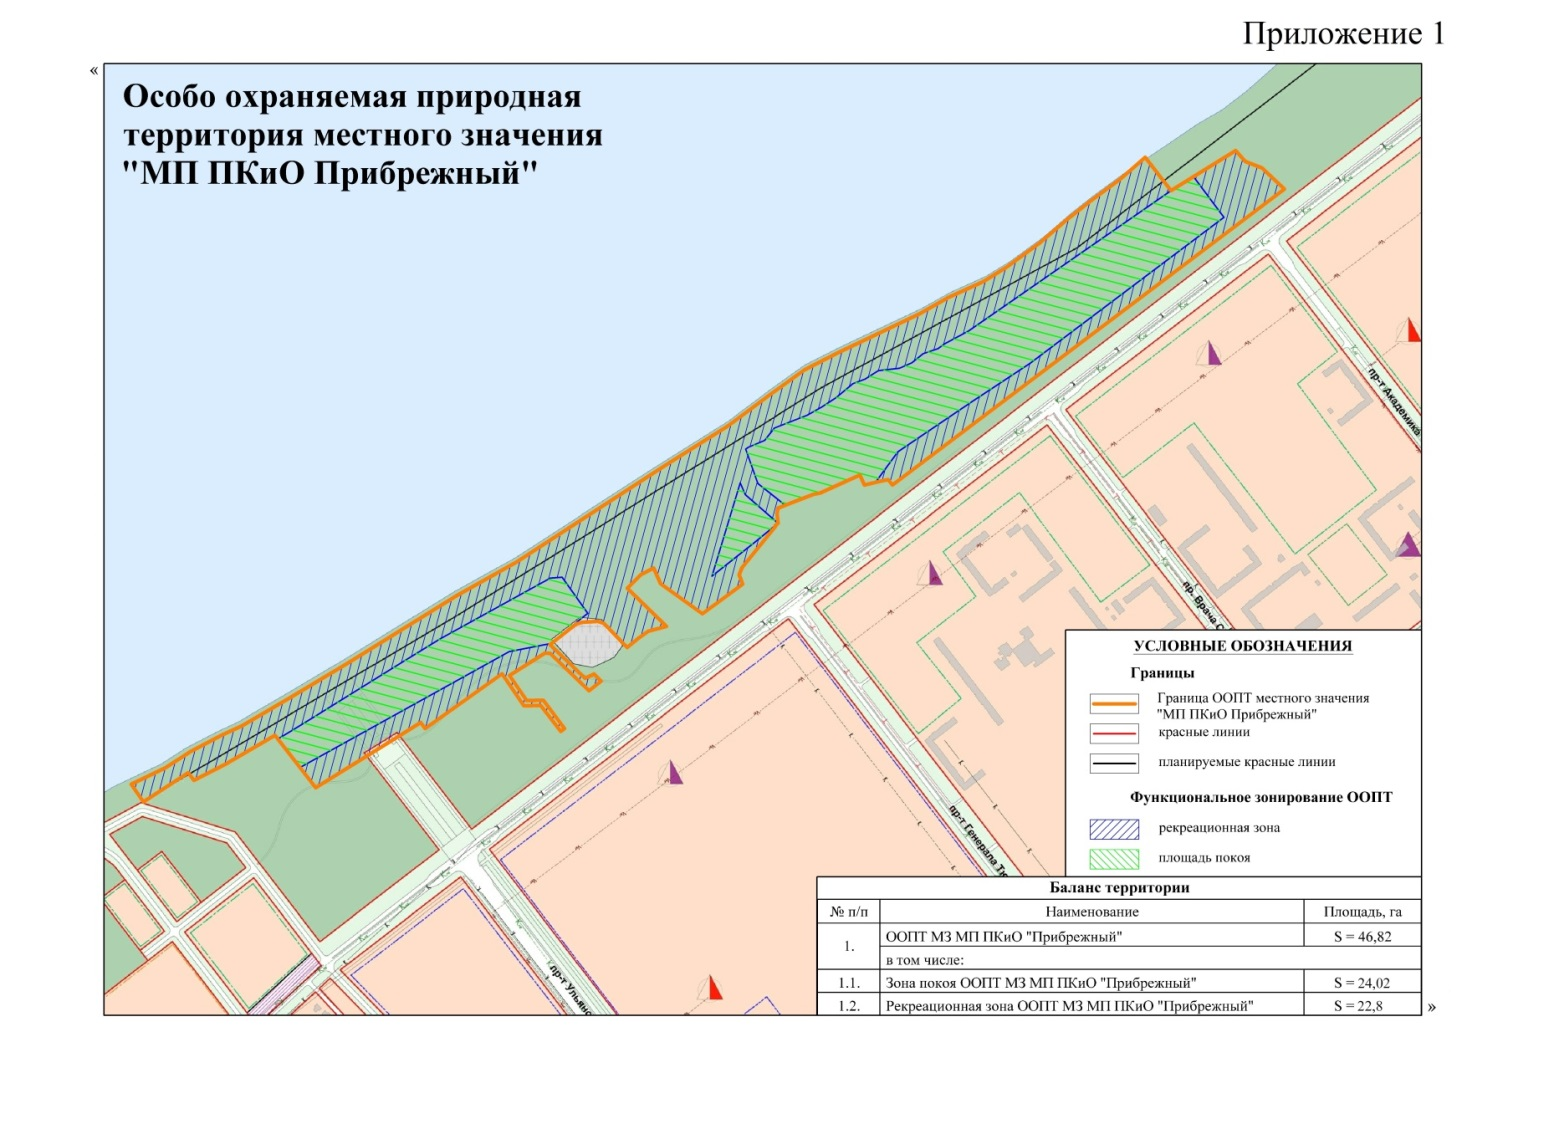 Приложение 1
«
Особо охраняемая природная
территория местного значения
"МП ПКиО Прибрежный"
пр-т Академика
пр. Врача С
пр-т Генерала Тю
пр-т Ульянс
УСЛОВНЫЕ ОБОЗНАЧЕНИЯ
Границы
Граница ООПТ местного значения
"МП ПКиО Прибрежный"
красные линии
планируемые красные линии
Функциональное зонирование ООПТ
рекреационная зона
площадь покоя
Баланс территории
№ п/п Наименование Площадь, га
1. ООПТ МЗ МП ПКиО "Прибрежный" S = 46,82
в том числе:
1.1. Зона покоя ООПТ МЗ МП ПКиО "Прибрежный" S = 24,02
1.2. Рекреационная зона ООПТ МЗ МП ПКиО "Прибрежный" S = 22,8
»